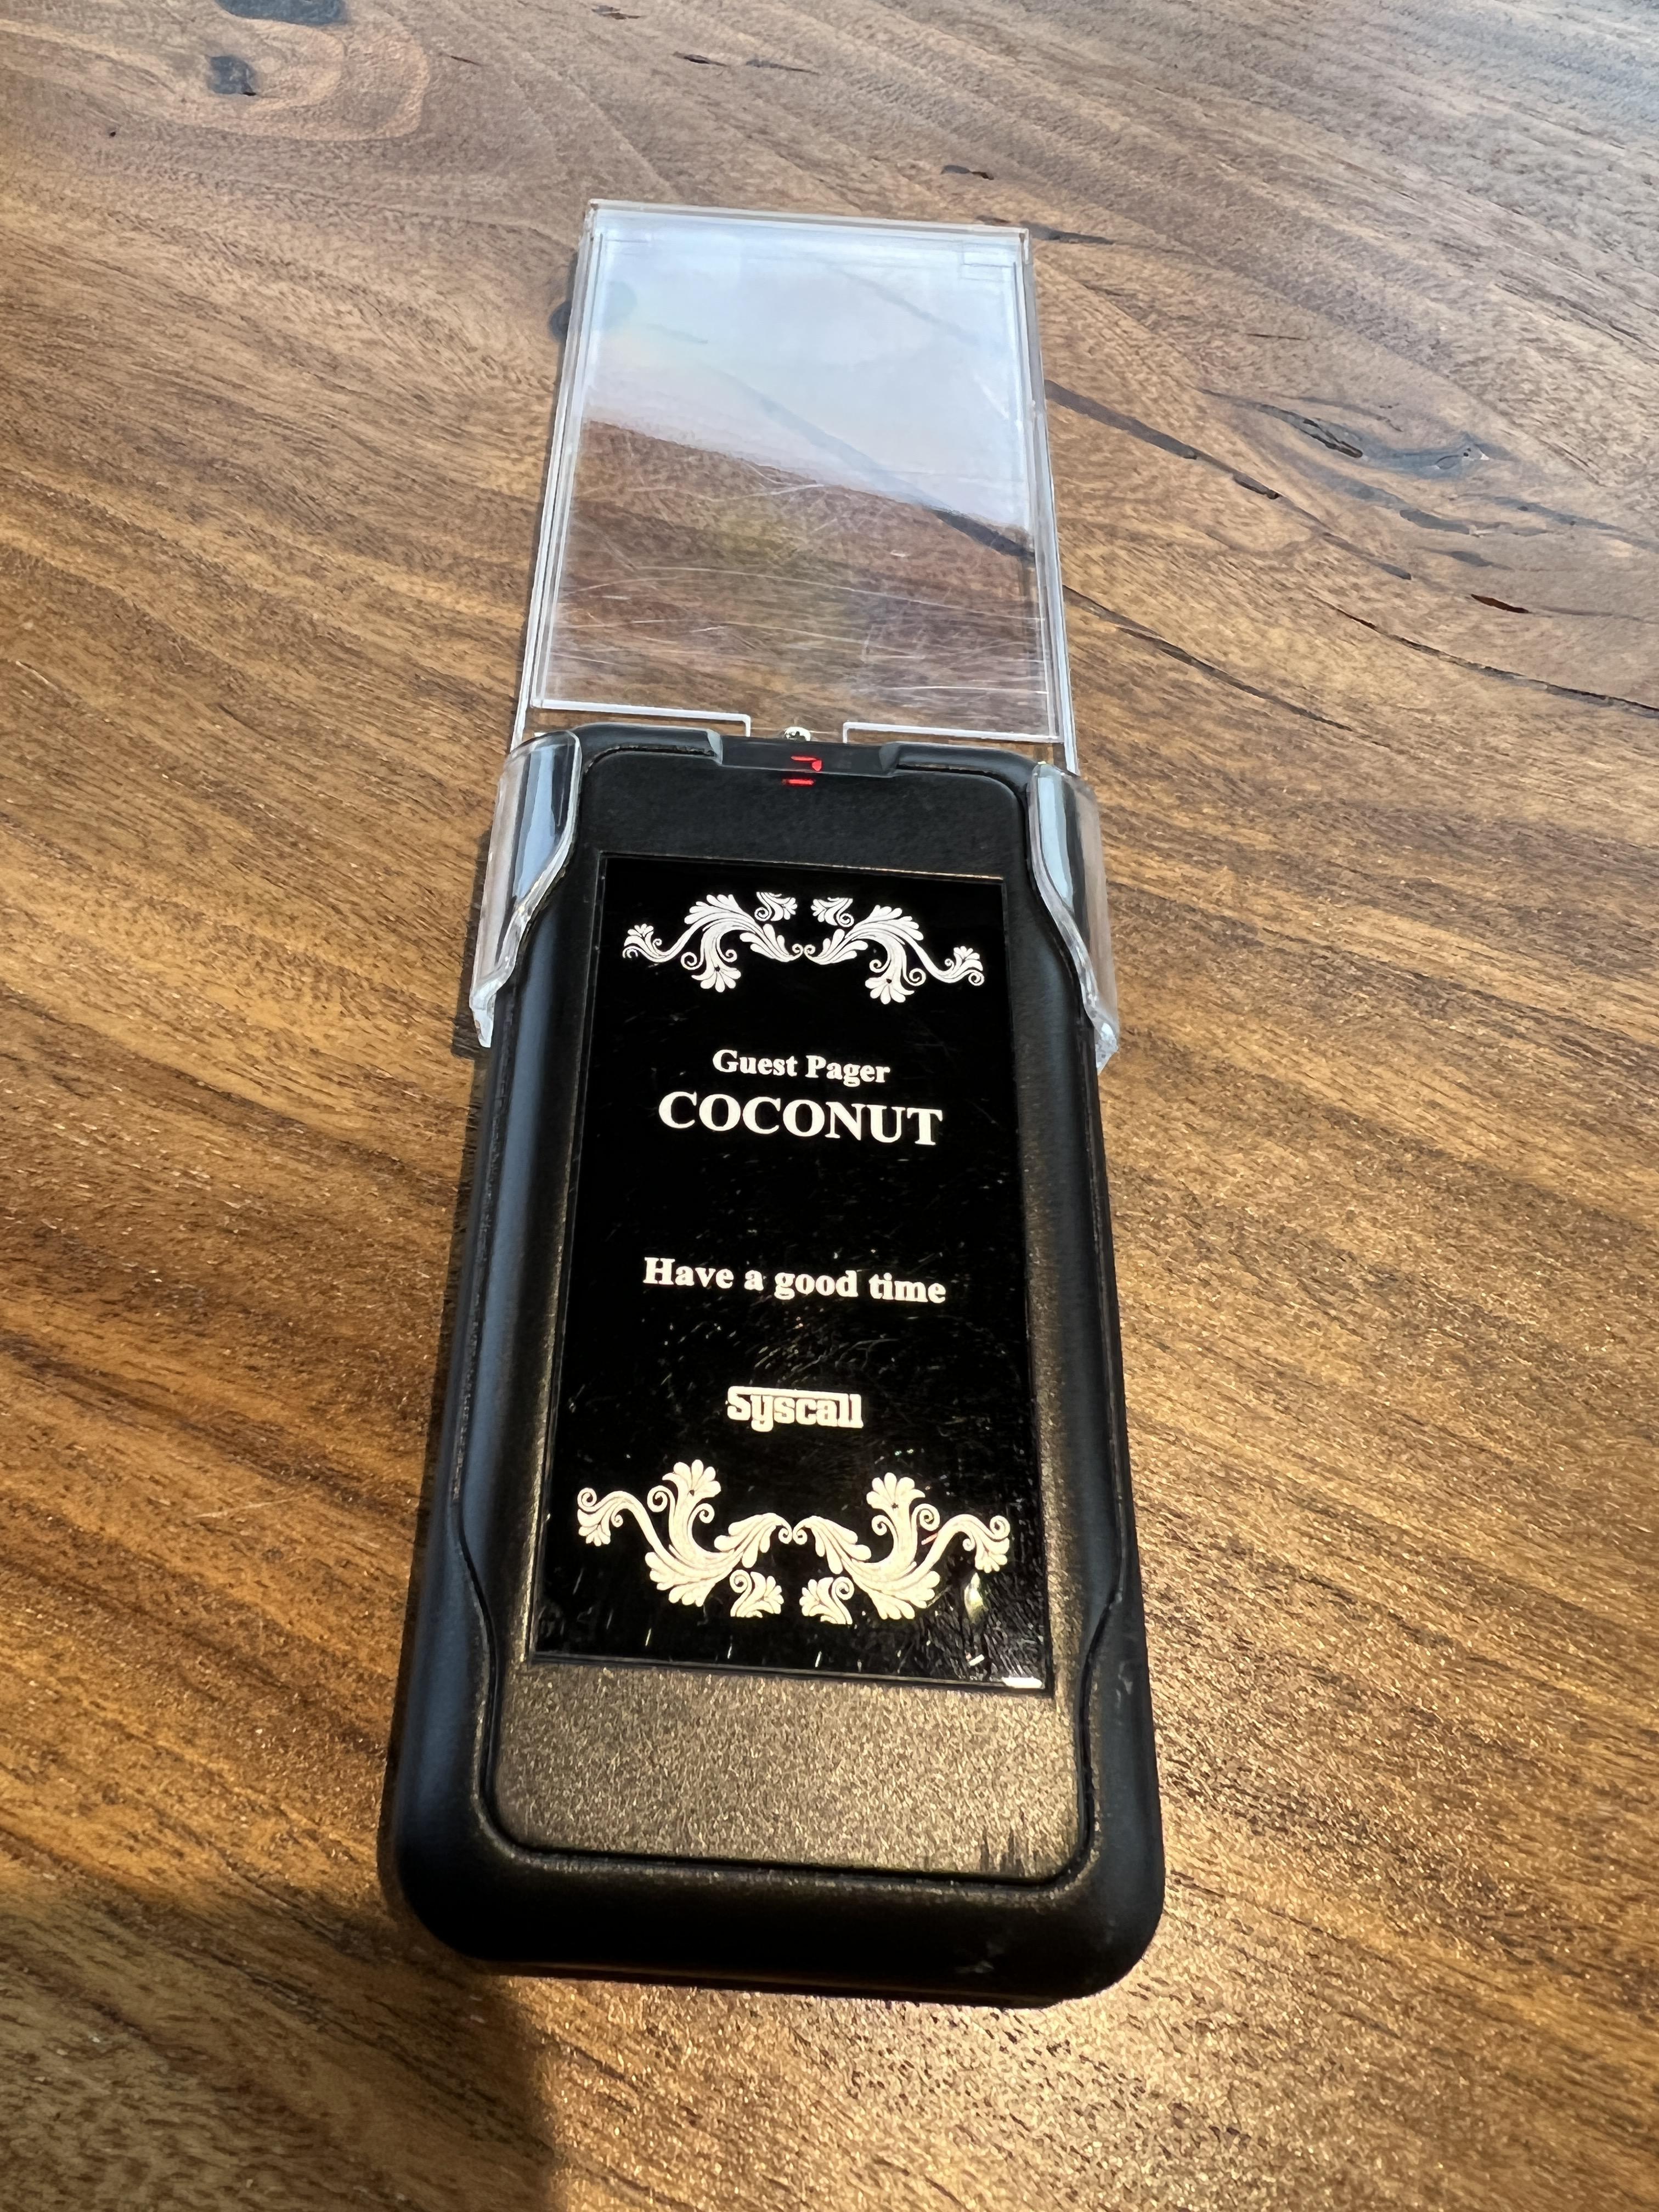 Guest Pager
COCONUT
Have a good time
Syscall